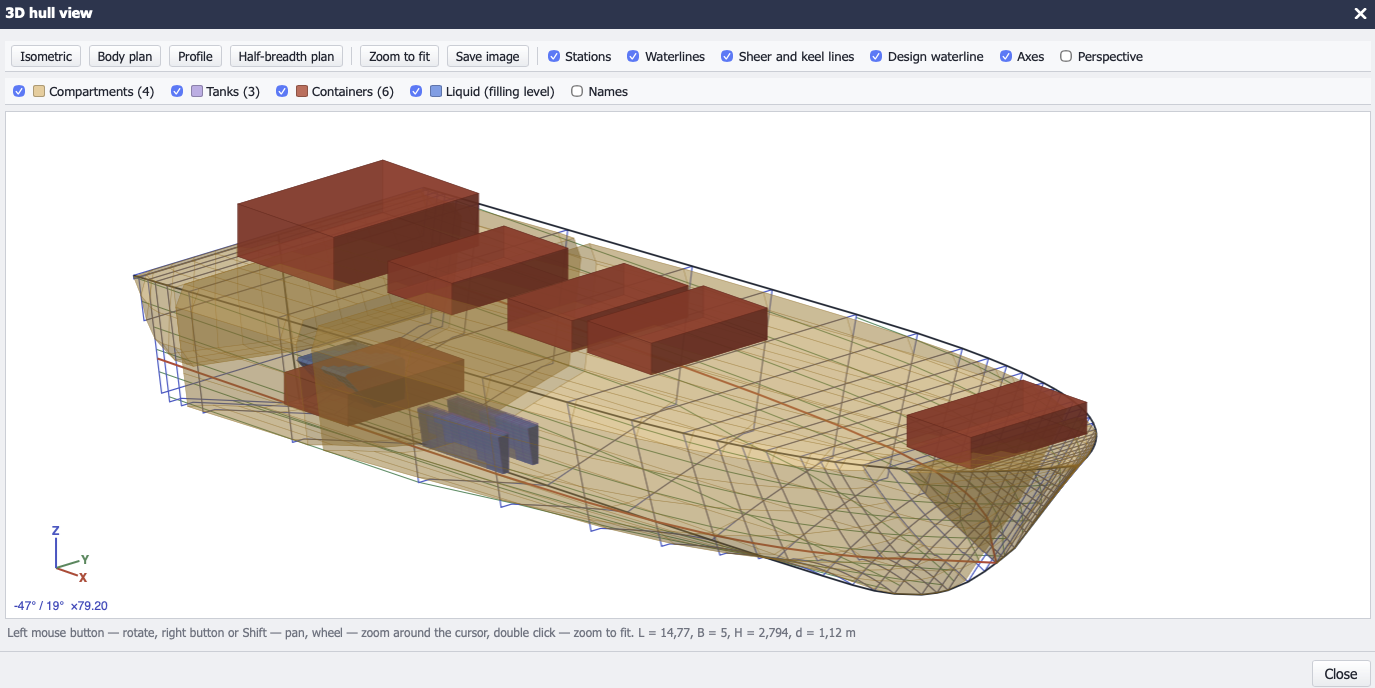 3D hull view
Isometric Body plan Profile Half-breadth plan Zoom to fit Save image Stations Waterlines Sheer and keel lines Design waterline Axes Perspective
Compartments (4) Tanks (3) Containers (6) Liquid (filling level) Names
Z
Y
X
-47° / 19° ×79.20
Left mouse button — rotate, right button or Shift — pan, wheel — zoom around the cursor, double click — zoom to fit. L = 14,77, B = 5, H = 2,794, d = 1,12 m
Close